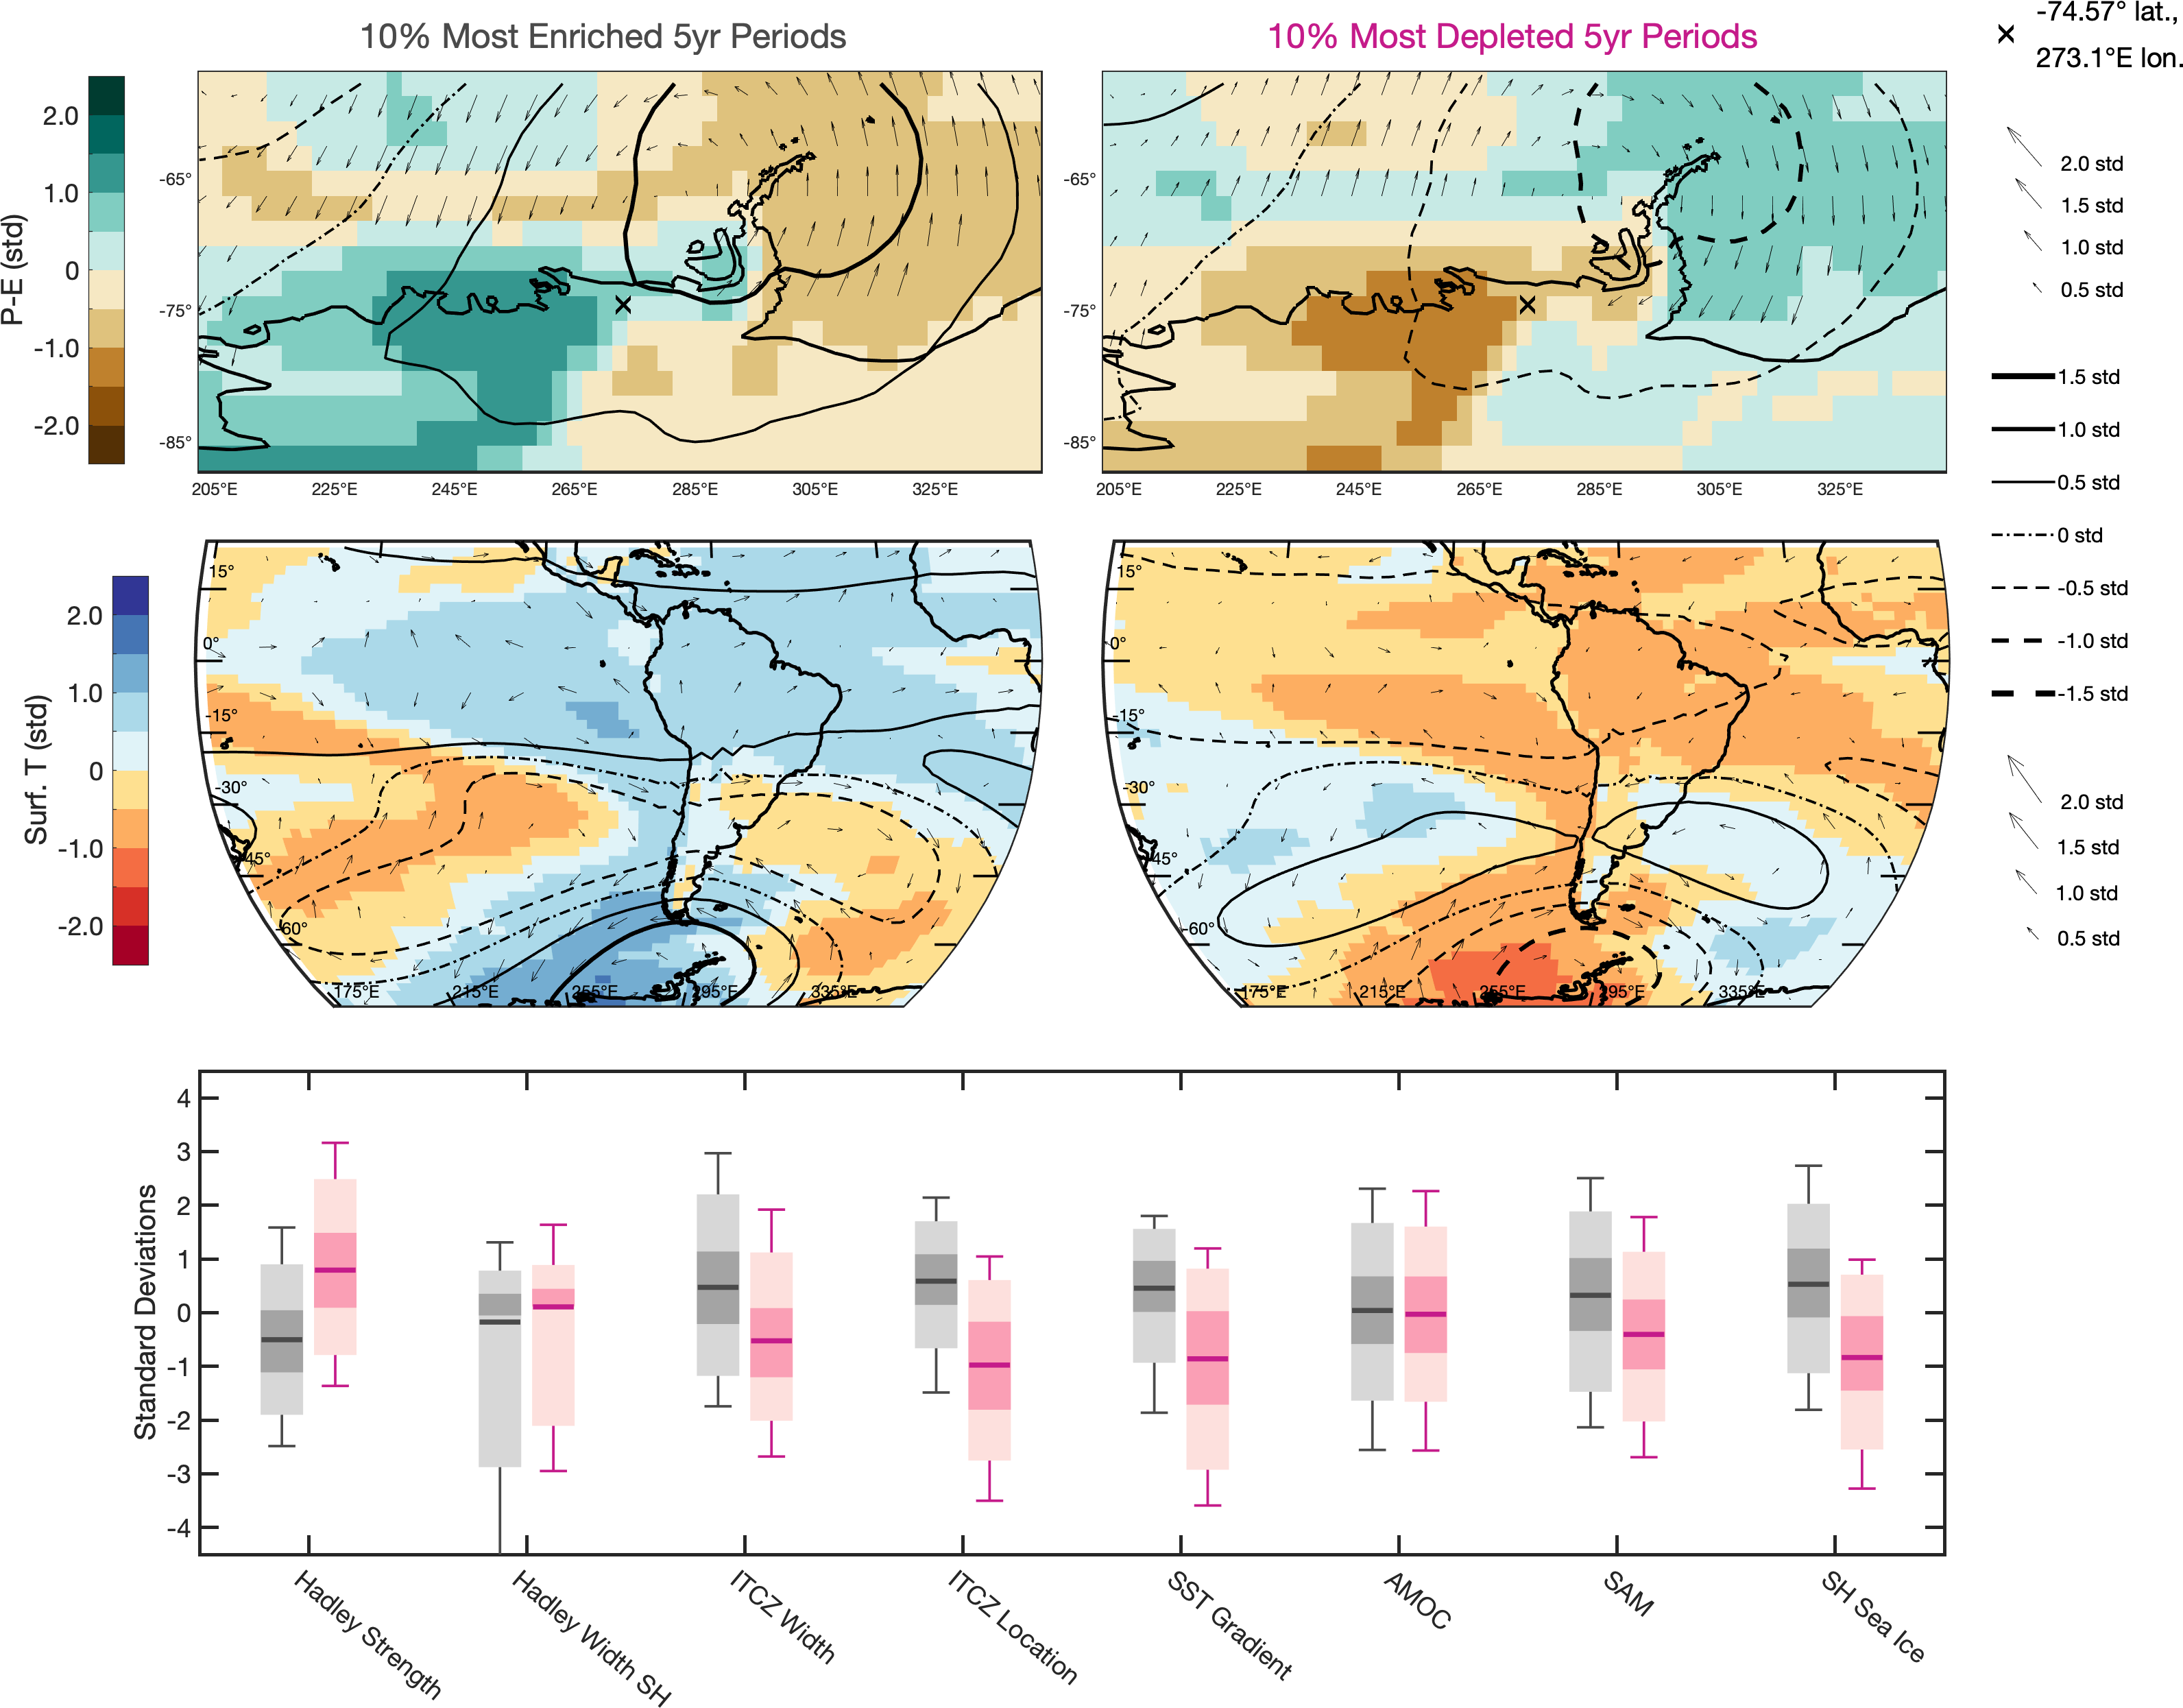 10% Most Enriched 5yr Periods
10% Most Depleted 5yr Periods
-74.57° lat.,
273.1°E lon.
P-E (std)
2.0
1.0
0
-1.0
-2.0
-65°
-75°
-85°
205°E 225°E 245°E 265°E 285°E 305°E 325°E
-65°
-75°
-85°
205°E 225°E 245°E 265°E 285°E 305°E 325°E
2.0 std
1.5 std
1.0 std
0.5 std
1.5 std
1.0 std
0.5 std
0 std
-0.5 std
-1.0 std
-1.5 std
Surf. T (std)
2.0
1.0
0
-1.0
-2.0
15°
0°
-15°
-30°
-45°
-60°
175°E 215°E 255°E 295°E 335°E
15°
0°
-15°
-30°
-45°
-60°
175°E 215°E 255°E 295°E 335°E
2.0 std
1.5 std
1.0 std
0.5 std
Standard Deviations
4
3
2
1
0
-1
-2
-3
-4
Hadley Strength
Hadley Width SH
ITCZ Width
ITCZ Location
SST Gradient
AMOC
SAM
SH Sea Ice